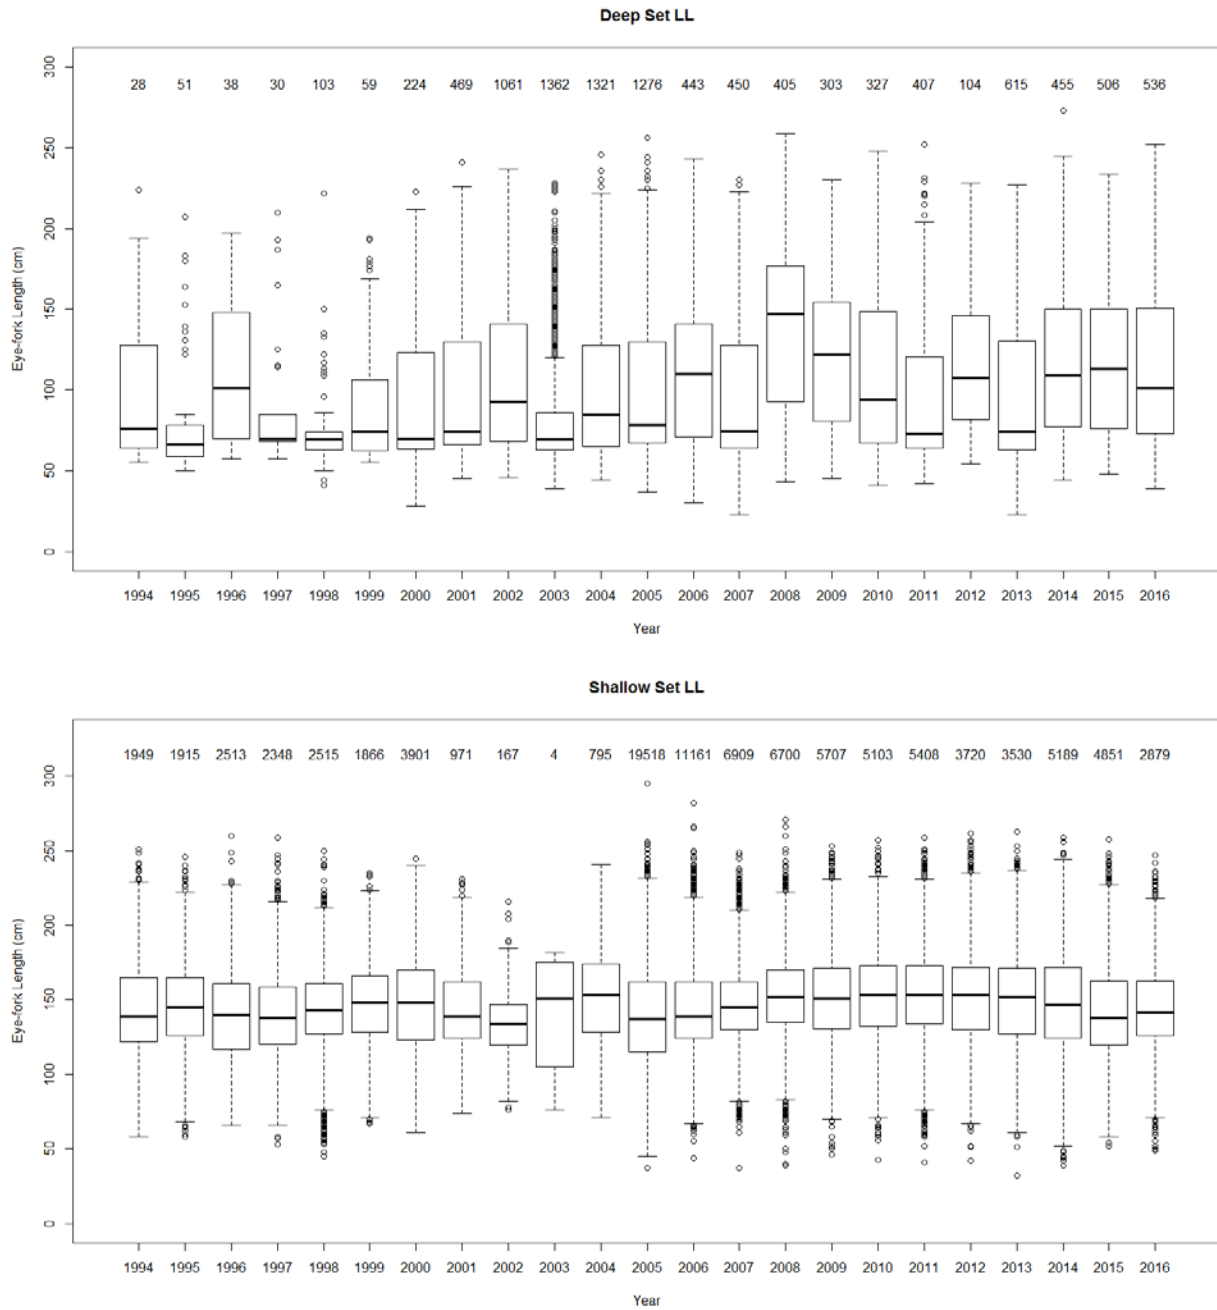 Deep Set LL
300
28 51 38 30 103 59 224 469 1061 1362 1321 1276 443 450 405 303 327 407 104 615 455 506 536
250
200
150
100
50
0
Eye-fork Length (cm)
1994 1995 1996 1997 1998 1999 2000 2001 2002 2003 2004 2005 2006 2007 2008 2009 2010 2011 2012 2013 2014 2015 2016
Year
Shallow Set LL
1949 1915 2513 2348 2515 1866 3901 971 167 4 795 19518 11161 6909 6700 5707 5103 5408 3720 3530 5189 4851 2879
300
250
200
150
100
50
0
Eye-fork Length (cm)
1994 1995 1996 1997 1998 1999 2000 2001 2002 2003 2004 2005 2006 2007 2008 2009 2010 2011 2012 2013 2014 2015 2016
Year